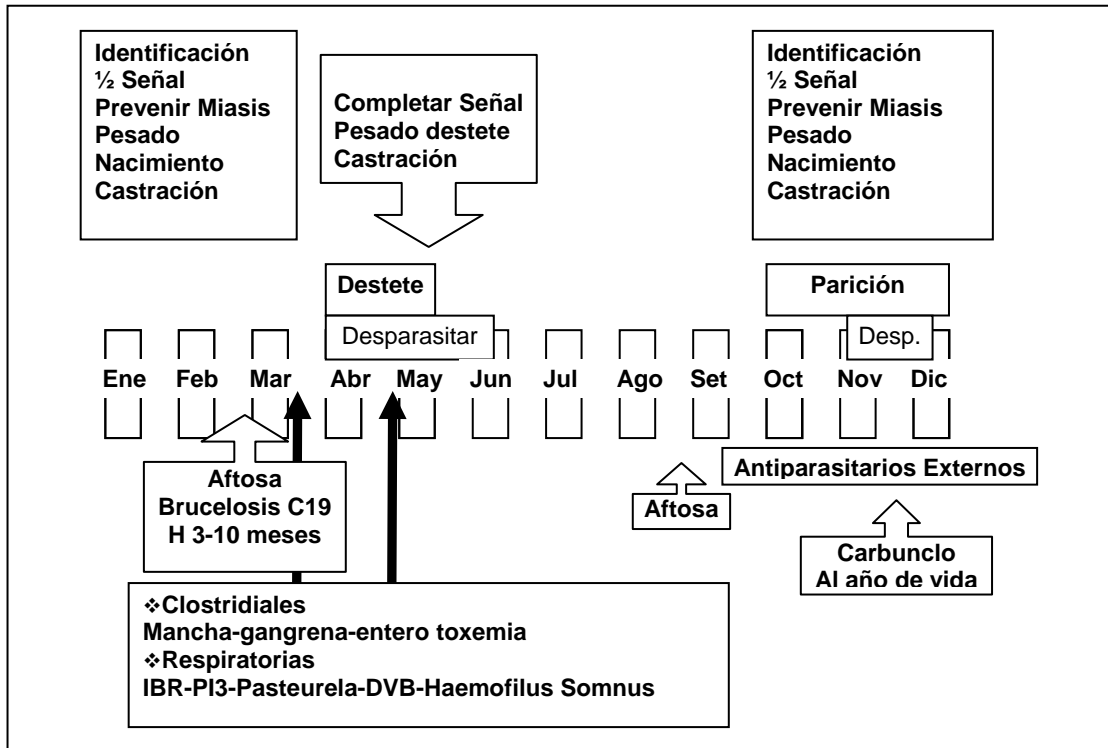 Identificación
½ Señal
Prevenir Miasis
Pesado
Nacimiento
Castración
Completar Señal
Pesado destete
Castración
Identificación
½ Señal
Prevenir Miasis
Pesado
Nacimiento
Castración
Destete
Parición
Desparasitar
Desp.
Ene Feb Mar Abr May Jun Jul Ago Set Oct Nov Dic
Aftosa
Brucelosis C19
H 3-10 meses
Aftosa
Antiparasitarios Externos
Carbunclo
Al año de vida
❖Clostridiales
Mancha-gangrena-entero toxemia
❖Respiratorias
IBR-PI3-Pasteurela-DVB-Haemofilus Somnus